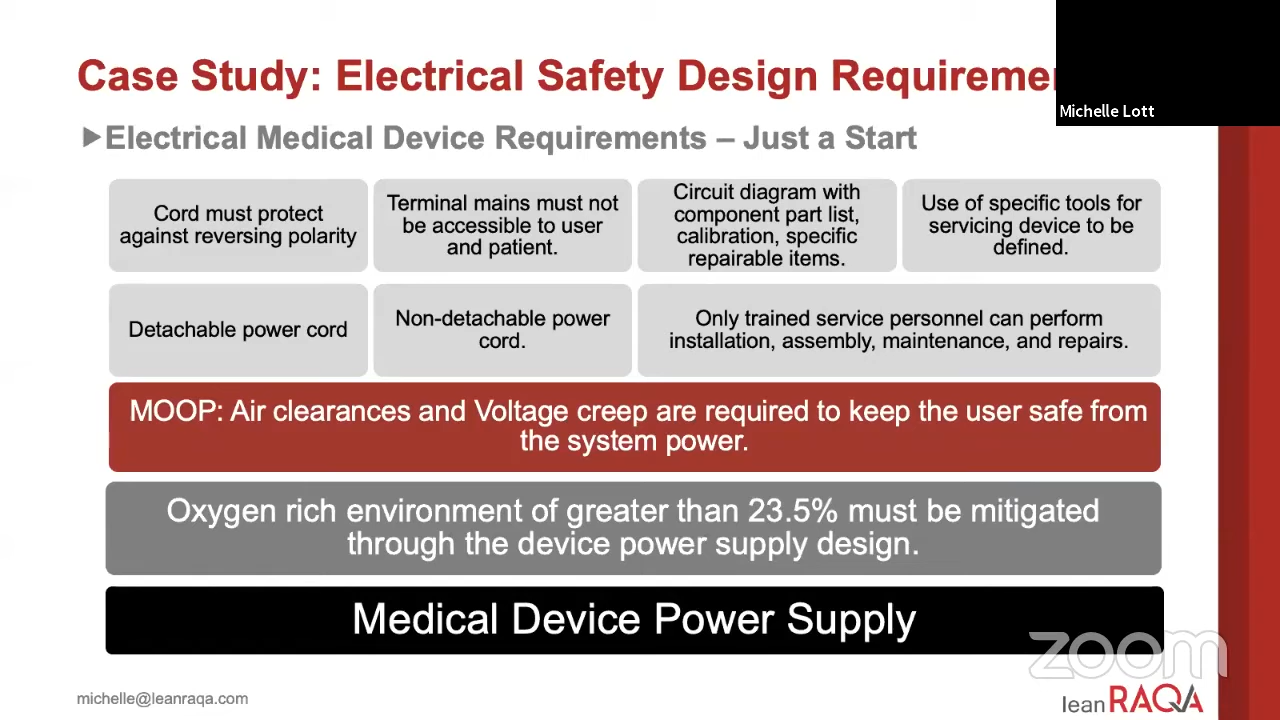 Case Study: Electrical Safety Design Requireme
Michelle Lott
Electrical Medical Device Requirements – Just a Start
Cord must protect
against reversing polarity
Terminal mains must not
be accessible to user
and patient.
Circuit diagram with
component part list,
calibration, specific
repairable items.
Use of specific tools for
servicing device to be
defined.
Detachable power cord
Non-detachable power
cord.
Only trained service personnel can perform
installation, assembly, maintenance, and repairs.
MOOP: Air clearances and Voltage creep are required to keep the user safe from
the system power.
Oxygen rich environment of greater than 23.5% must be mitigated
through the device power supply design.
Medical Device Power Supply
zoom
michelle@leanraqa.com
lean RAQA